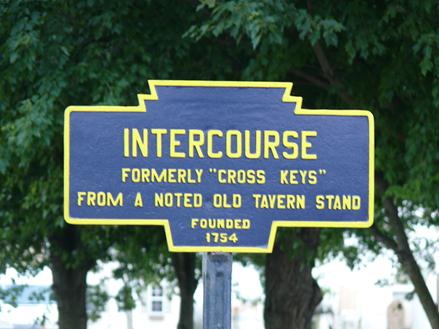 INTERCOURSE
FORMERLY "CROSS KEYS"
FROM A NOTED OLD TAVERN STAND
FOUNDED
1754